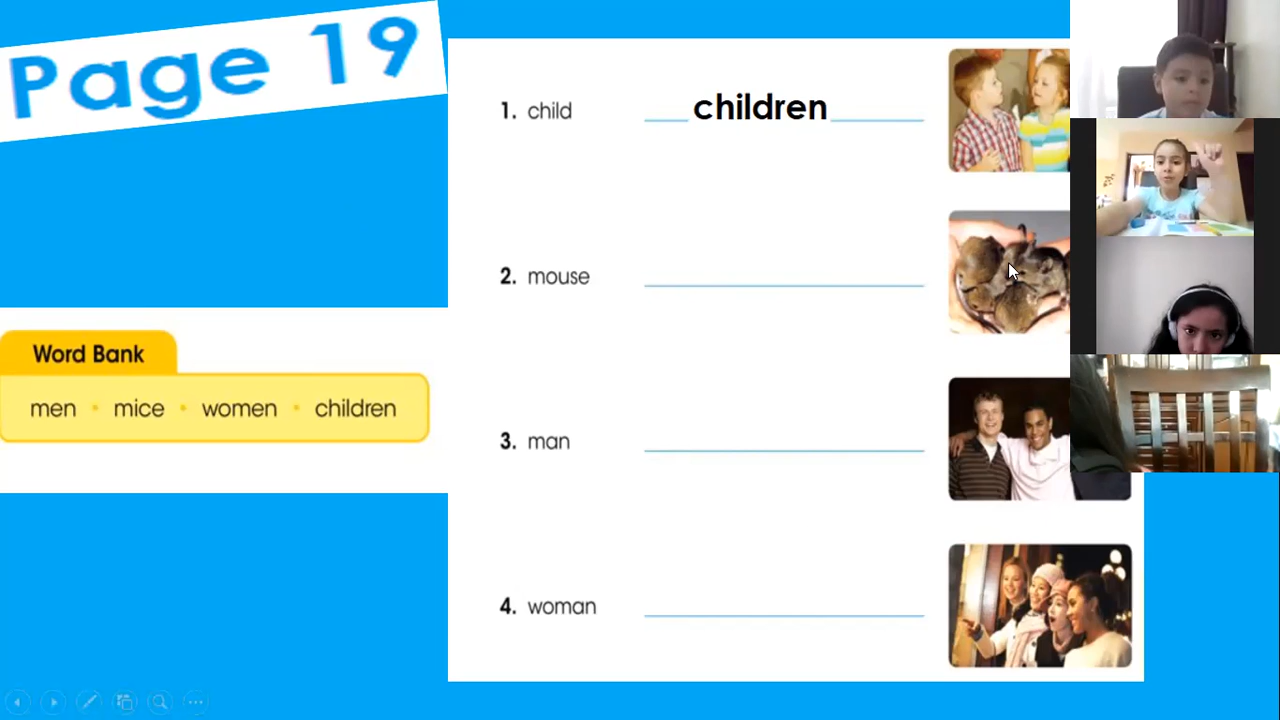 Page 19
1. child children
2. mouse
3. man
4. woman
Word Bank
men • mice • women • children